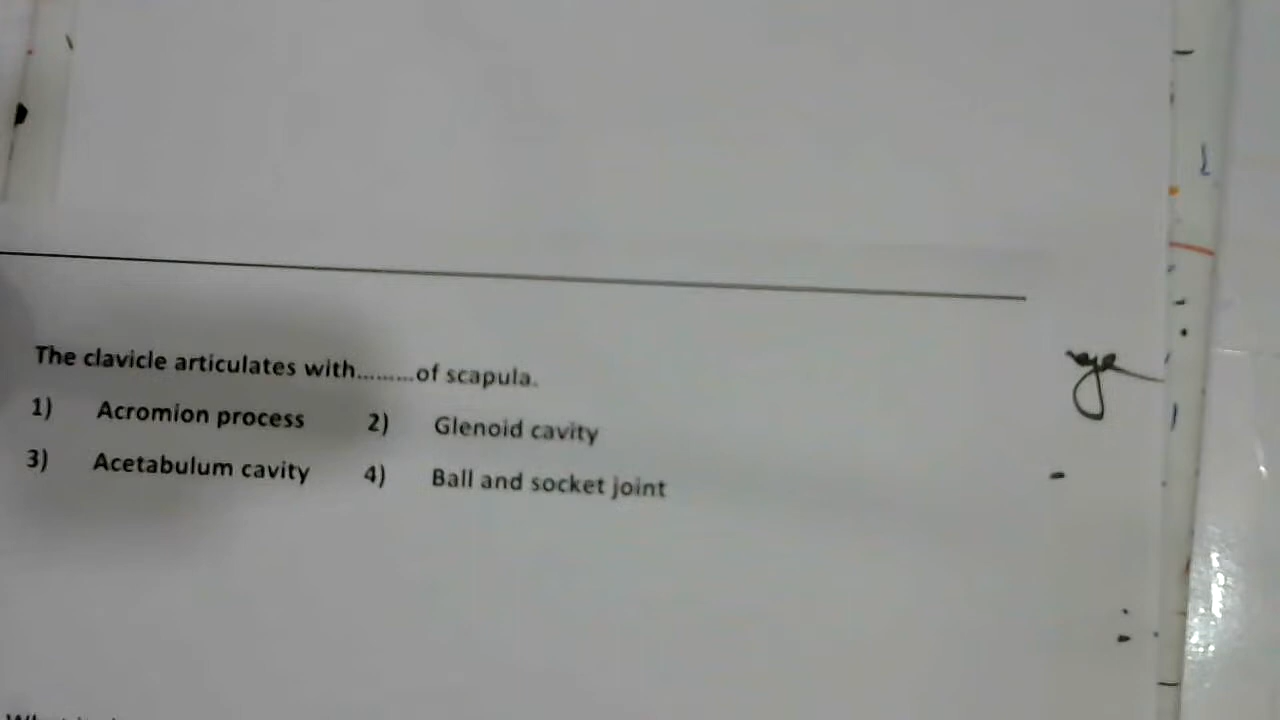 The clavicle articulates with.........of scapula.
1) Acromion process 2) Glenoid cavity
3) Acetabulum cavity 4) Ball and socket joint